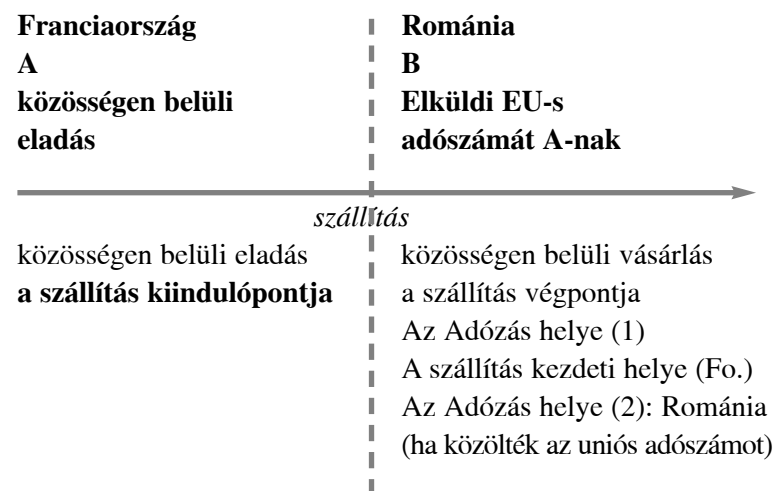 Franciaország
A
közösségen belüli
eladás
Románia
B
Elküldi EU-s
adószámát A-nak
szállítás
közösségen belüli eladás
a szállítás kiindulópontja
közösségen belüli vásárlás
a szállítás végpontja
Az Adózás helye (1)
A szállítás kezdeti helye (Fo.)
Az Adózás helye (2): Románia
(ha közölték az uniós adószámot)